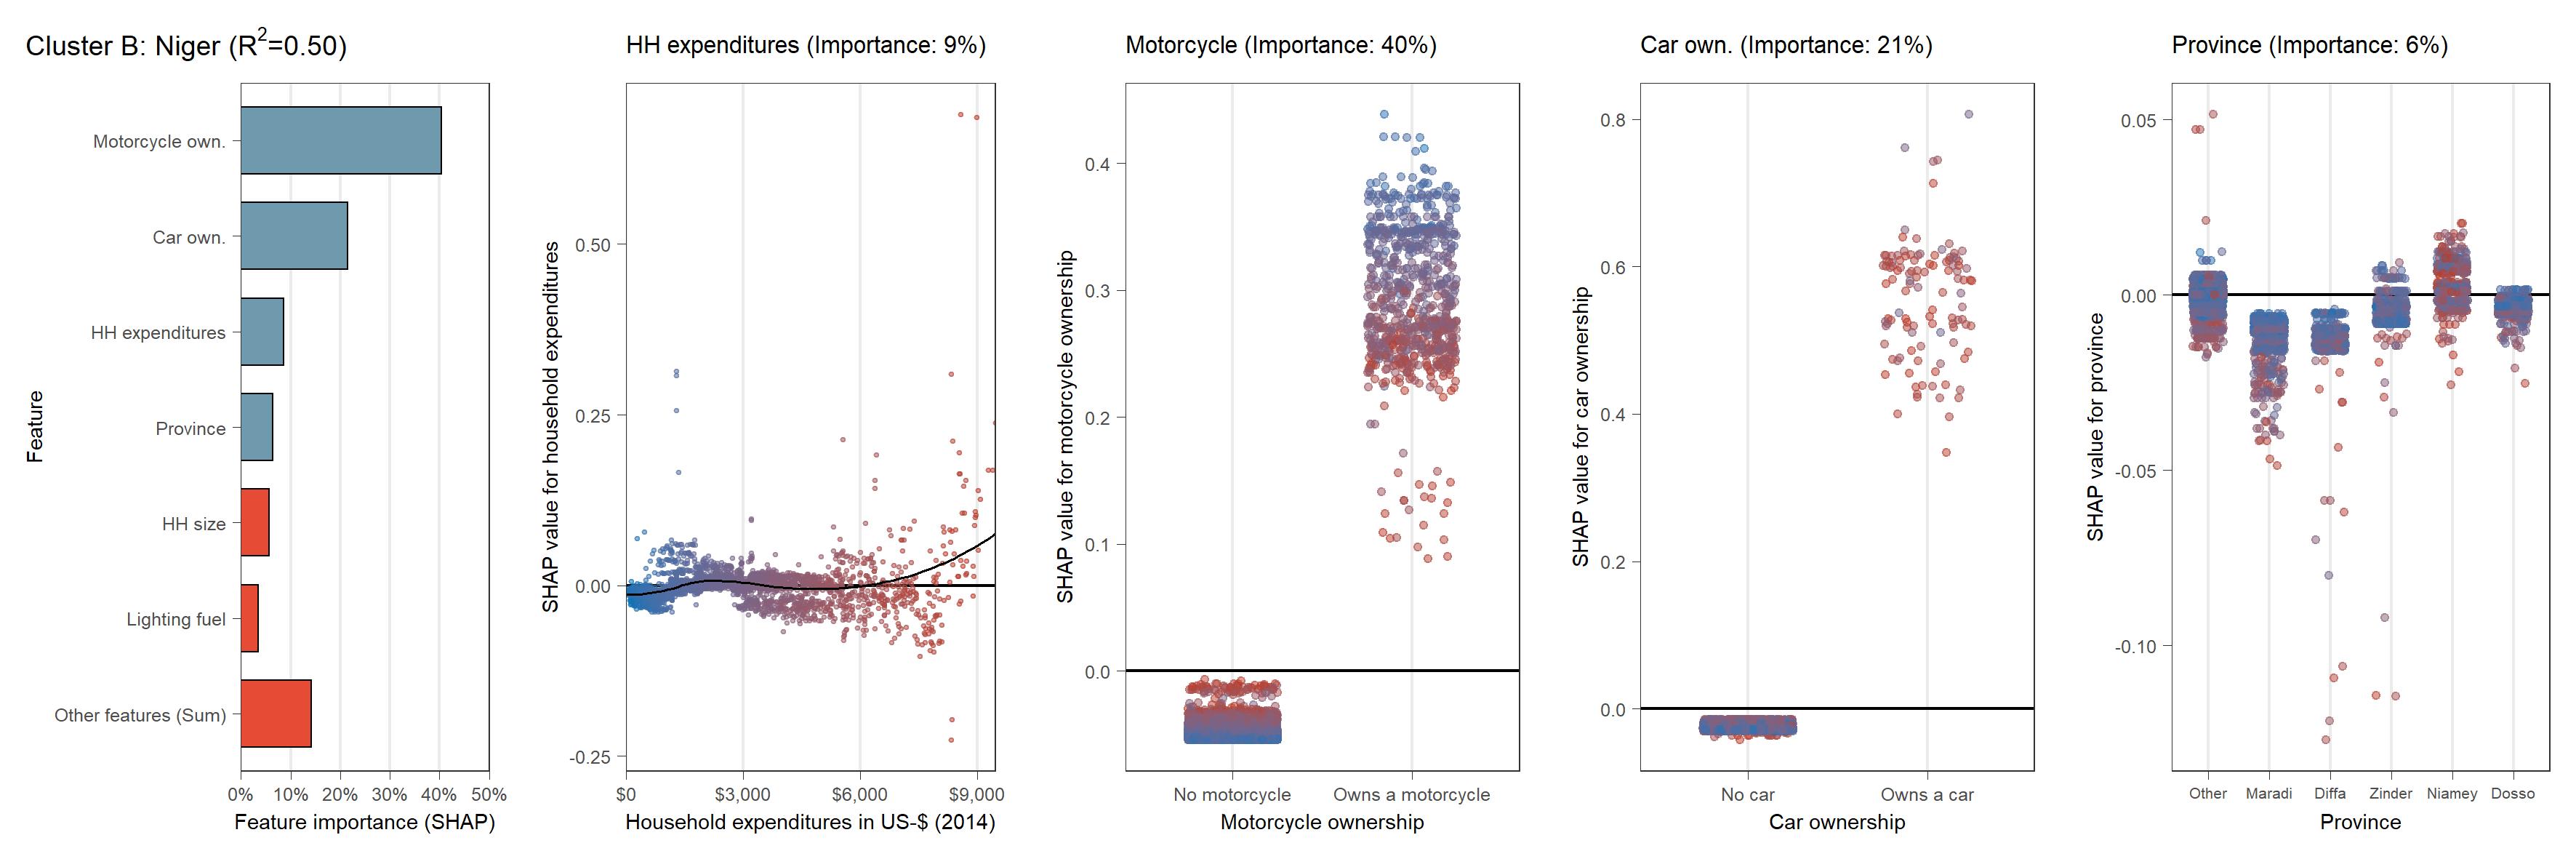 Cluster B: Niger (R²=0.50)
Feature
Motorcycle own.
Car own.
HH expenditures
Province
HH size
Lighting fuel
Other features (Sum)
0% 10% 20% 30% 40% 50%
Feature importance (SHAP)
HH expenditures (Importance: 9%)
SHAP value for household expenditures
0.50
0.25
0.00
-0.25
$0 $3,000 $6,000 $9,000
Household expenditures in US-$ (2014)
Motorcycle (Importance: 40%)
SHAP value for motorcycle ownership
0.4
0.3
0.2
0.1
0.0
No motorcycle Owns a motorcycle
Motorcycle ownership
Car own. (Importance: 21%)
SHAP value for car ownership
0.8
0.6
0.4
0.2
0.0
No car Owns a car
Car ownership
Province (Importance: 6%)
SHAP value for province
0.05
0.00
-0.05
-0.10
Other Maradi Diffa Zinder Niamey Dosso
Province